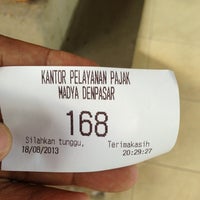 KANTOR PELAYANAN PAJAK
MADYA DENPASAR
168
Silahkan tunggu, Terimakasih
18/08/2013 20:29:27